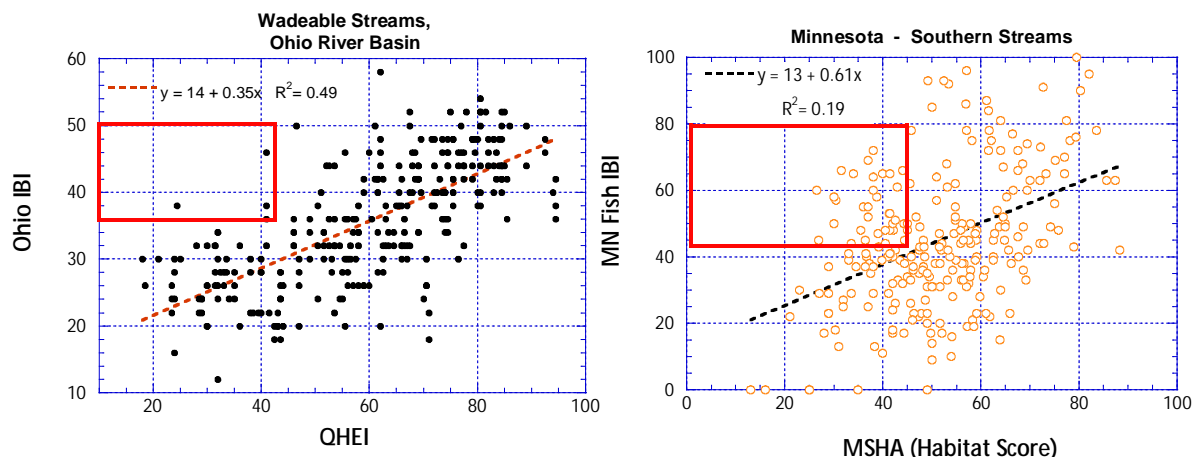 Wadeable Streams,
Ohio River Basin
y = 14 + 0.35x R²= 0.49
Ohio IBI
60
50
40
30
20
10
20
40
60
80
100
QHEI
Minnesota - Southern Streams
y = 13 + 0.61x
R²= 0.19
MN Fish IBI
100
80
60
40
20
0
0
20
40
60
80
100
MSHA (Habitat Score)